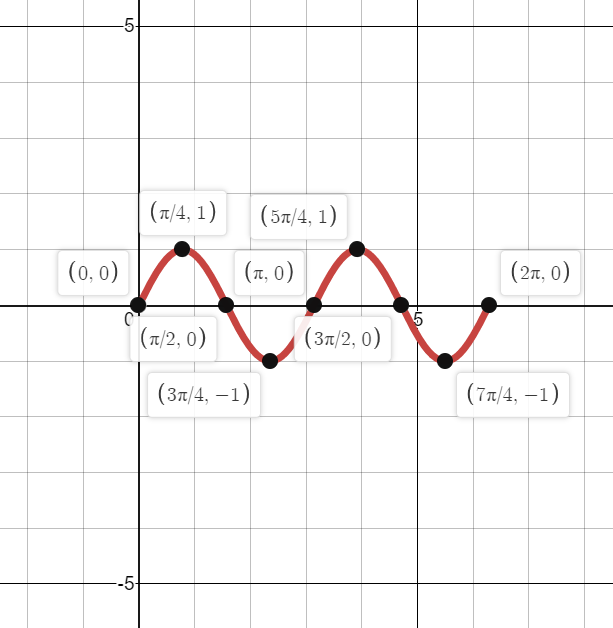 5
(π/4, 1)
(5π/4, 1)
(0, 0)
(π, 0)
(2π, 0)
0
5
(π/2, 0)
(3π/2, 0)
(3π/4, −1)
(7π/4, −1)
-5